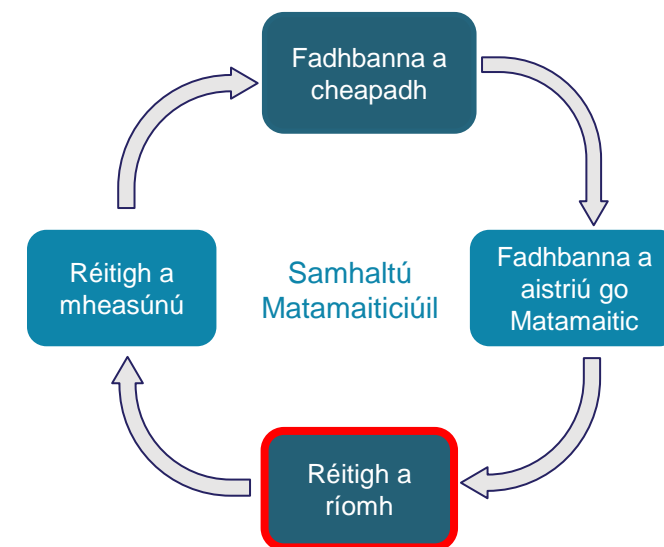 Fadhbanna a
cheapadh
Fadhbanna a
aistriú go
Matamaitic
Réitigh a
ríomh
Réitigh a
mheasúnú
Samhaltú
Matamaiticiúil